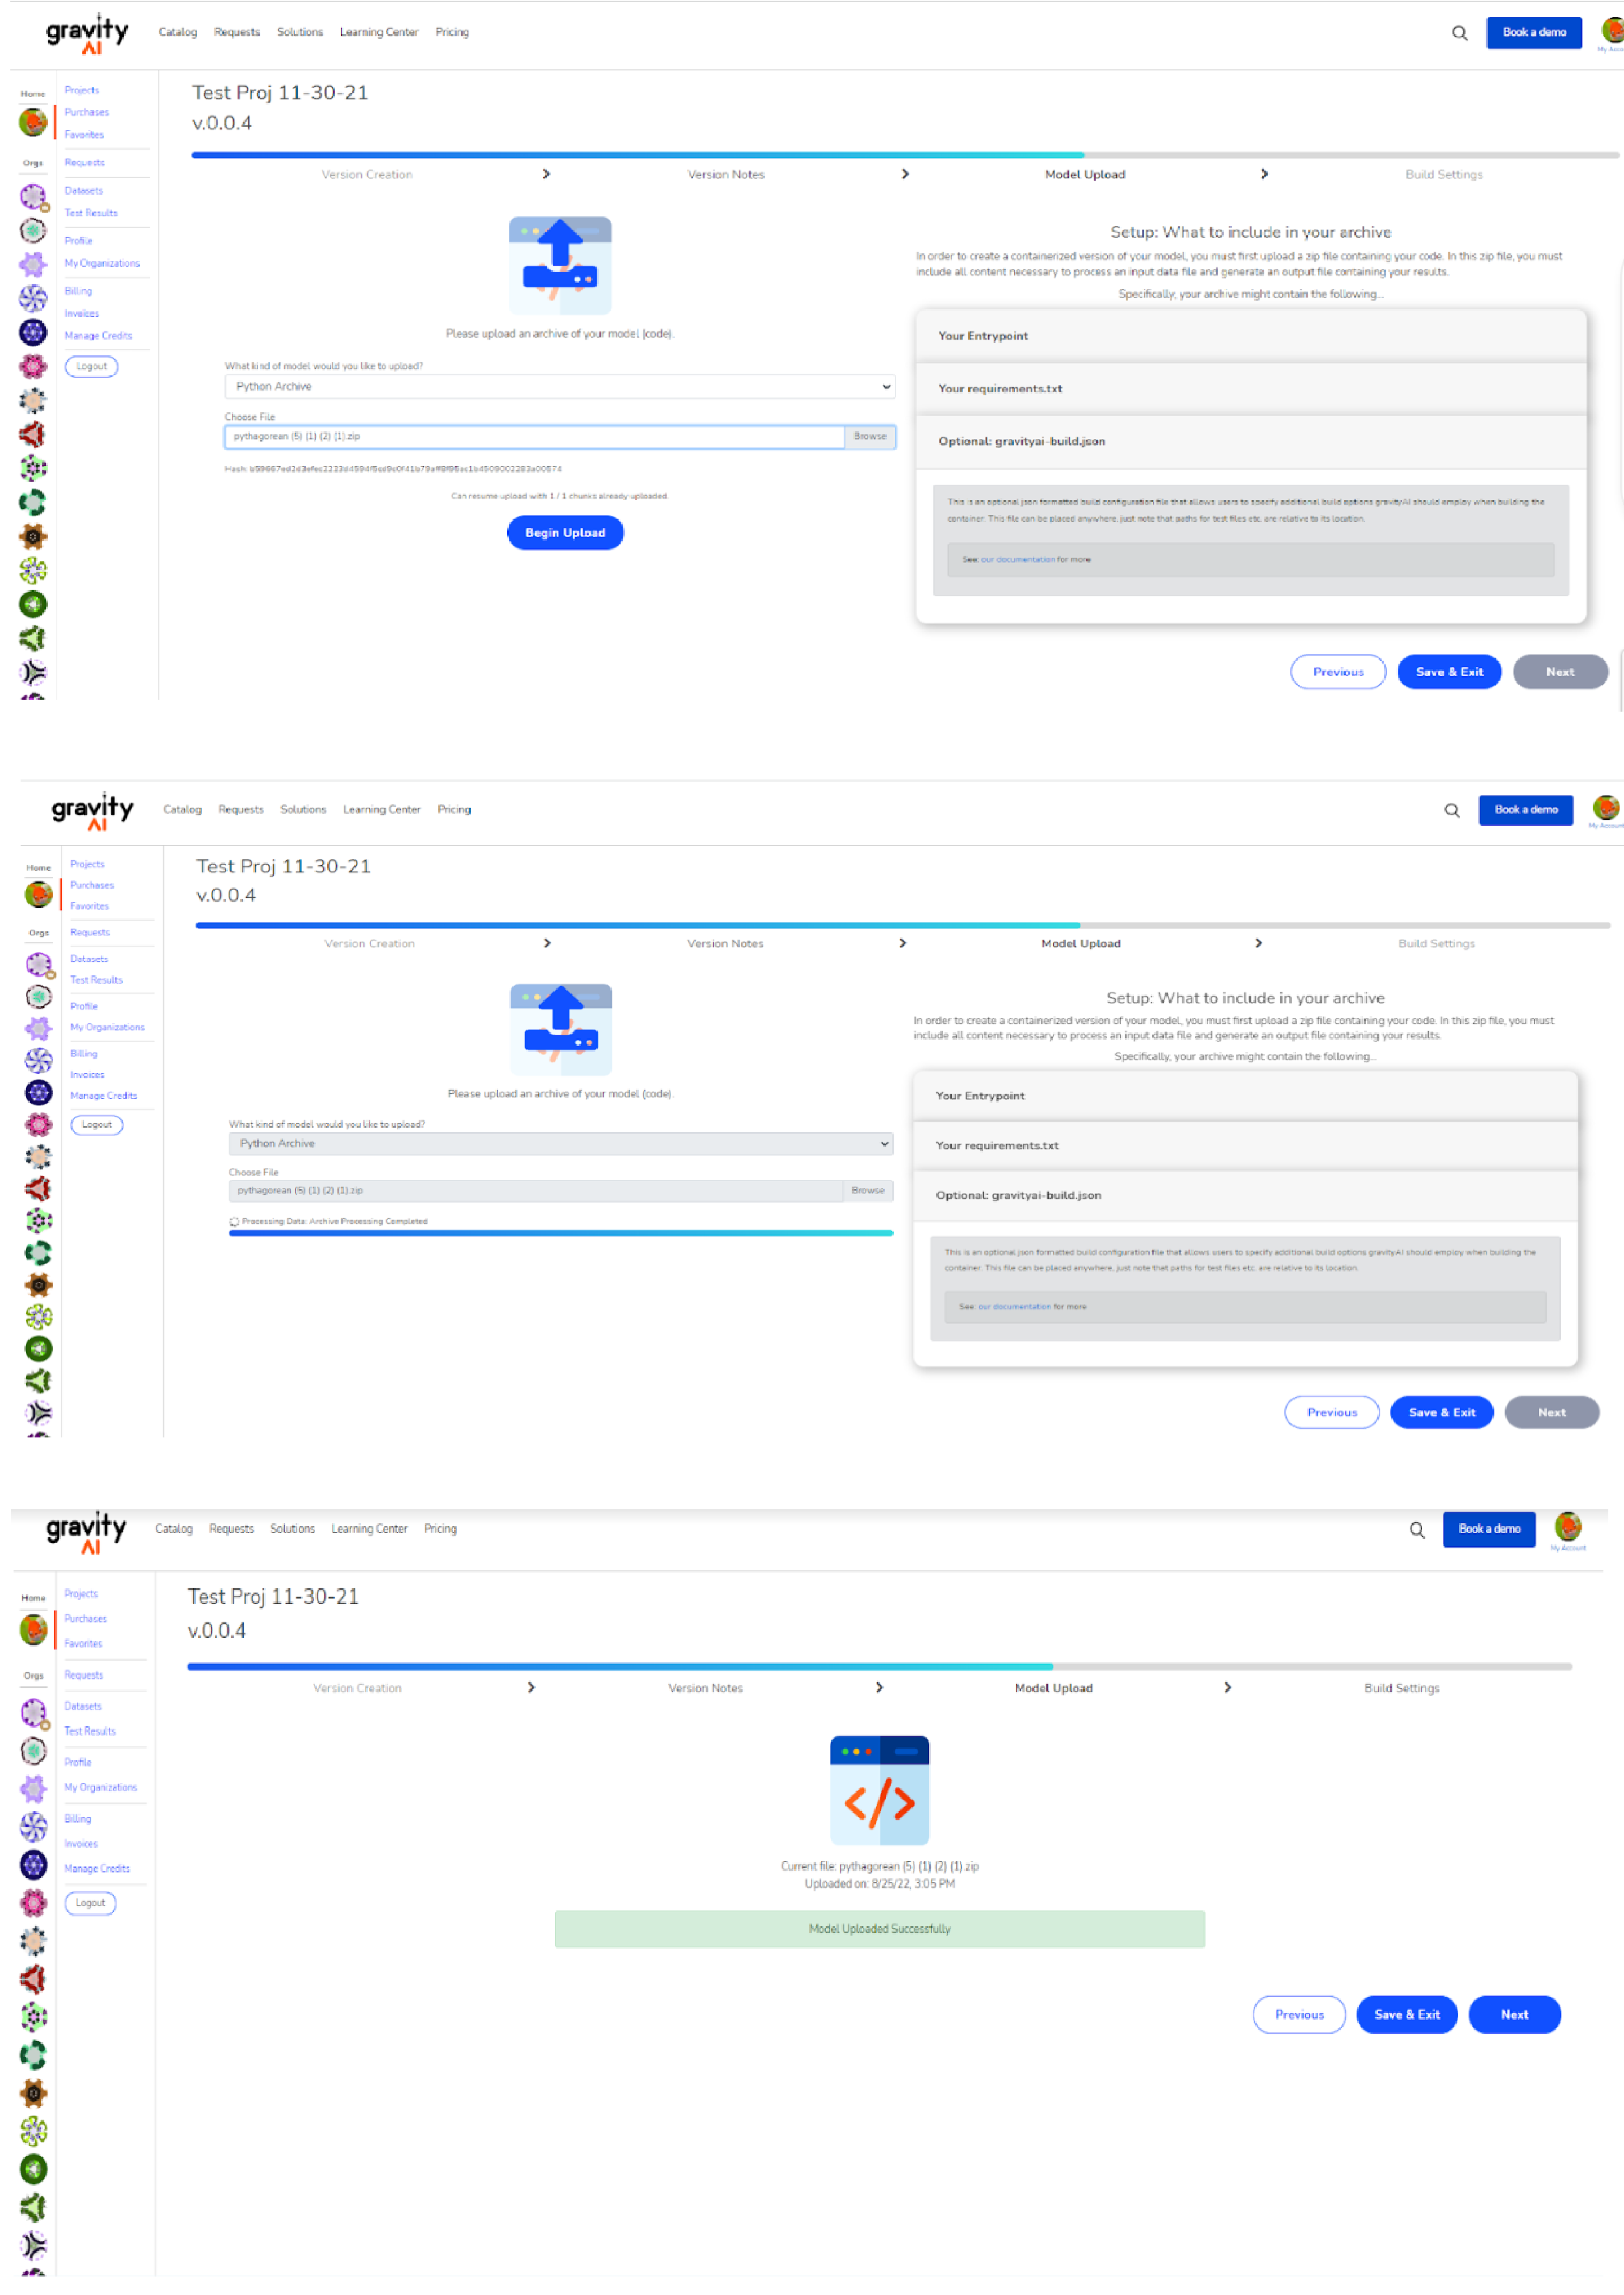 gravity
AI
Catalog Requests Solutions Learning Center Pricing
Book a demo
Home
Projects
Purchases
Favorites
Orgs
Requests
Datasets
Test Results
Profile
My Organizations
Billing
Invoices
Manage Credits
Logout
Test Proj 11-30-21
v.0.0.4
Version Creation > Version Notes > Model Upload > Build Settings
Please upload an archive of your model (code).
What kind of model would you like to upload?
Python Archive
Choose File
pythagorean (5) (1) (2) (1).zip Browse
Can resume upload with 1 / 1 chunks already uploaded.
Begin Upload
Setup: What to include in your archive
In order to create a containerized version of your model, you must first upload a zip file containing your code. In this zip file, you must
include all content necessary to process an input data file and generate an output file containing your results.
Specifically, your archive might contain the following...
Your Entrypoint
Your requirements.txt
Optional: gravityai-build.json
This is an optional json formatted build configuration file that allows users to specify additional build options gravityAI should employ when building the
container. This file can be placed anywhere, just note that paths for test files etc. are relative to its location.
See: our documentation for more
Previous Save & Exit Next
gravity
AI
Catalog Requests Solutions Learning Center Pricing
Book a demo
My Account
Home
Projects
Purchases
Favorites
Orgs
Requests
Datasets
Test Results
Profile
My Organizations
Billing
Invoices
Manage Credits
Logout
Test Proj 11-30-21
v.0.0.4
Version Creation > Version Notes > Model Upload > Build Settings
Please upload an archive of your model (code).
What kind of model would you like to upload?
Python Archive
Choose File
pythagorean (5) (1) (2) (1).zip Browse
Processing Data: Archive Processing Completed
Setup: What to include in your archive
In order to create a containerized version of your model, you must first upload a zip file containing your code. In this zip file, you must
include all content necessary to process an input data file and generate an output file containing your results.
Specifically, your archive might contain the following...
Your Entrypoint
Your requirements.txt
Optional: gravityai-build.json
This is an optional json formatted build configuration file that allows users to specify additional build options gravityAI should employ when building the
container. This file can be placed anywhere, just note that paths for test files etc. are relative to its location.
See: our documentation for more
Previous Save & Exit Next
gravity
AI
Catalog Requests Solutions Learning Center Pricing
Book a demo
My Account
Home
Projects
Purchases
Favorites
Orgs
Requests
Datasets
Test Results
Profile
My Organizations
Billing
Invoices
Manage Credits
Logout
Test Proj 11-30-21
v.0.0.4
Version Creation > Version Notes > Model Upload > Build Settings
</>
Current file: pythagorean (5) (1) (2) (1).zip
Uploaded on: 8/25/22, 3:05 PM
Model Uploaded Successfully
Previous Save & Exit Next